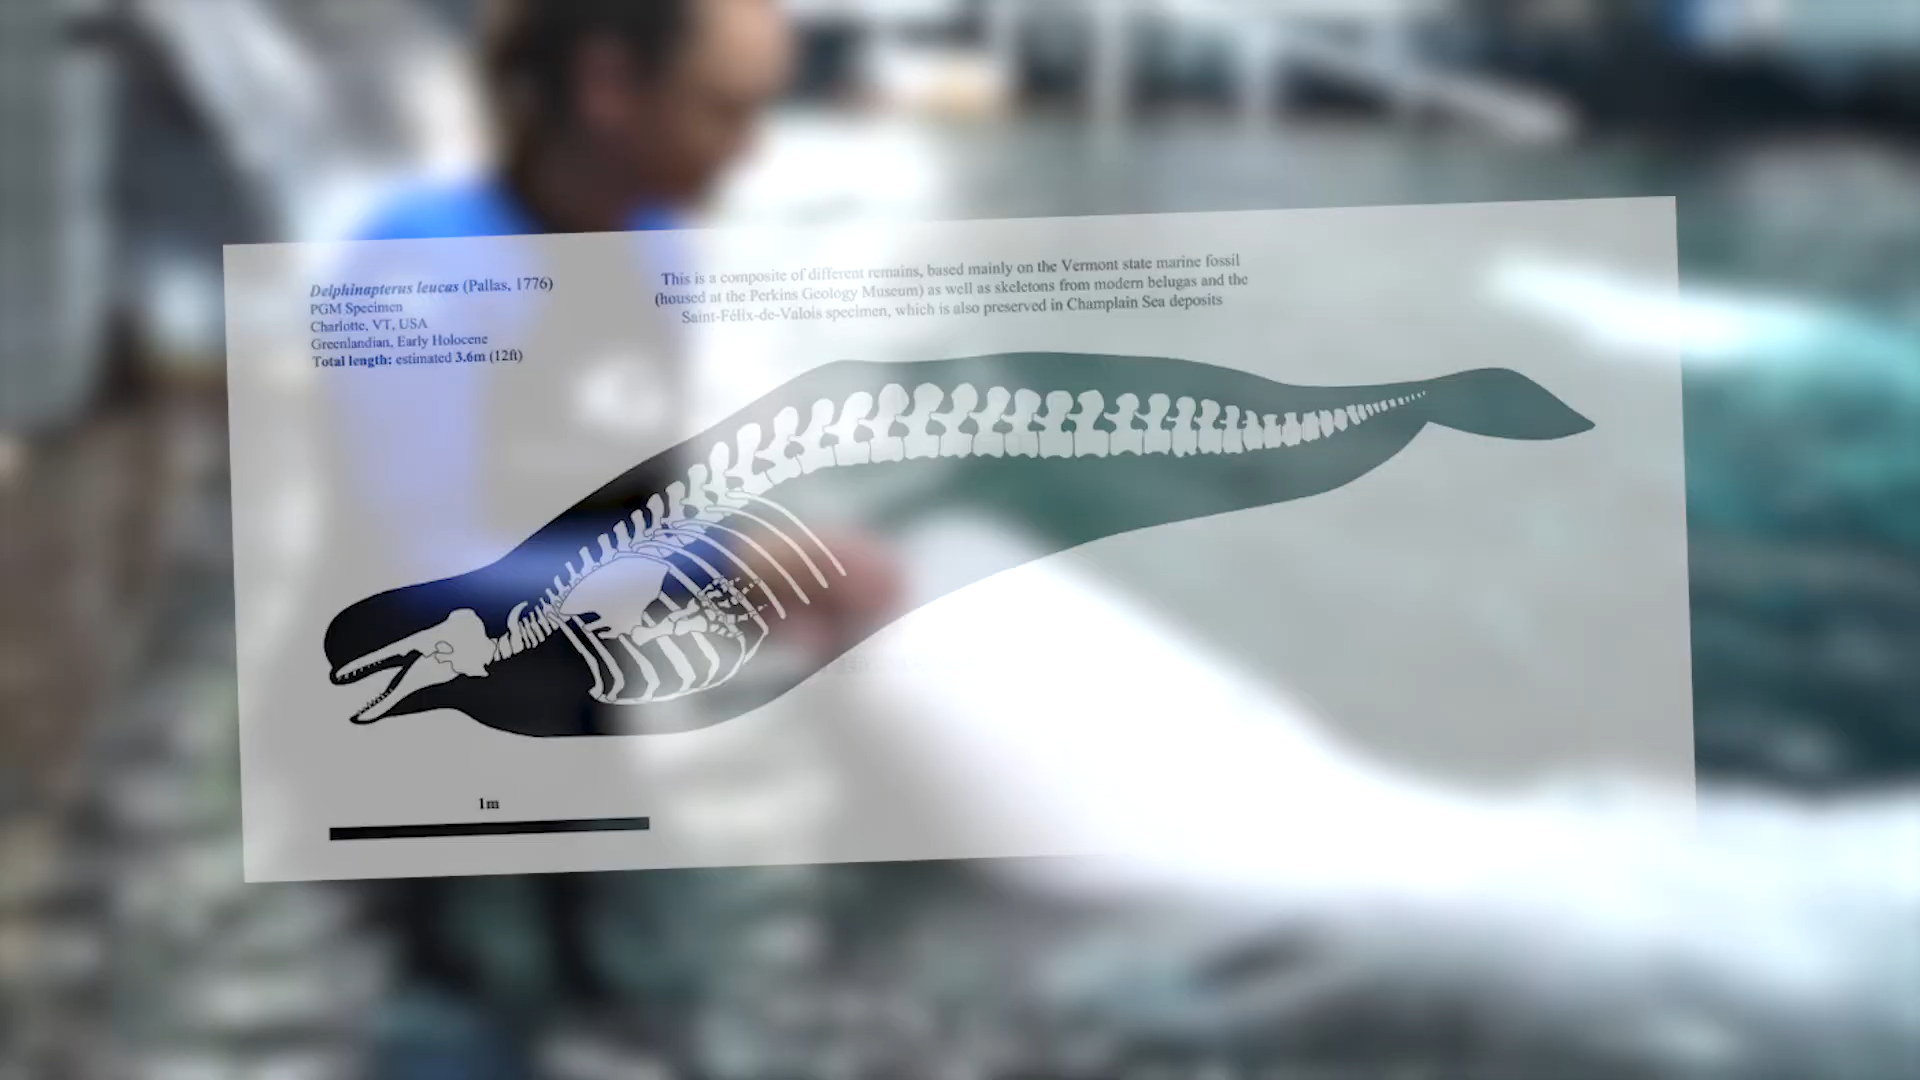 Delphinapterus leucas (Pallas, 1776)
PGM Specimen
Charlotte, VT, USA
Greenlandian, Early Holocene
Total length: estimated 3.6m (12ft)
This is a composite of different remains, based mainly on the Vermont state marine fossil
(housed at the Perkins Geology Museum) as well as skeletons from modern belugas and the
Saint-Félix-de-Valois specimen, which is also preserved in Champlain Sea deposits
1m